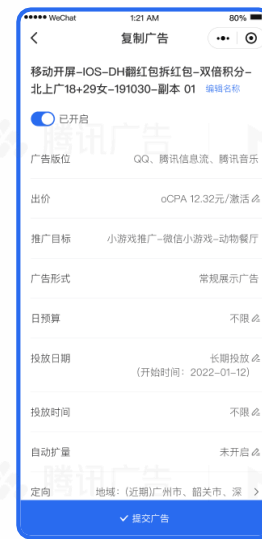 WeChat 1:21 AM 80%
复制广告
移动开屏-IOS-DH翻红包拆红包-双倍积分-
北上广18+29女-191030-副本 01 编辑名称
已开启
广告版位 QQ、腾讯信息流、腾讯音乐
出价 oCPA 12.32元/激活
推广目标 小游戏推广-微信小游戏-动物餐厅
广告形式 常规展示广告
日预算 不限
投放日期 长期投放
(开始时间：2022-01-12)
投放时间 不限
自动扩量 未开启
定向 地域：(近期)广州市、韶关市、深
提交广告
腾讯广告
腾讯广告